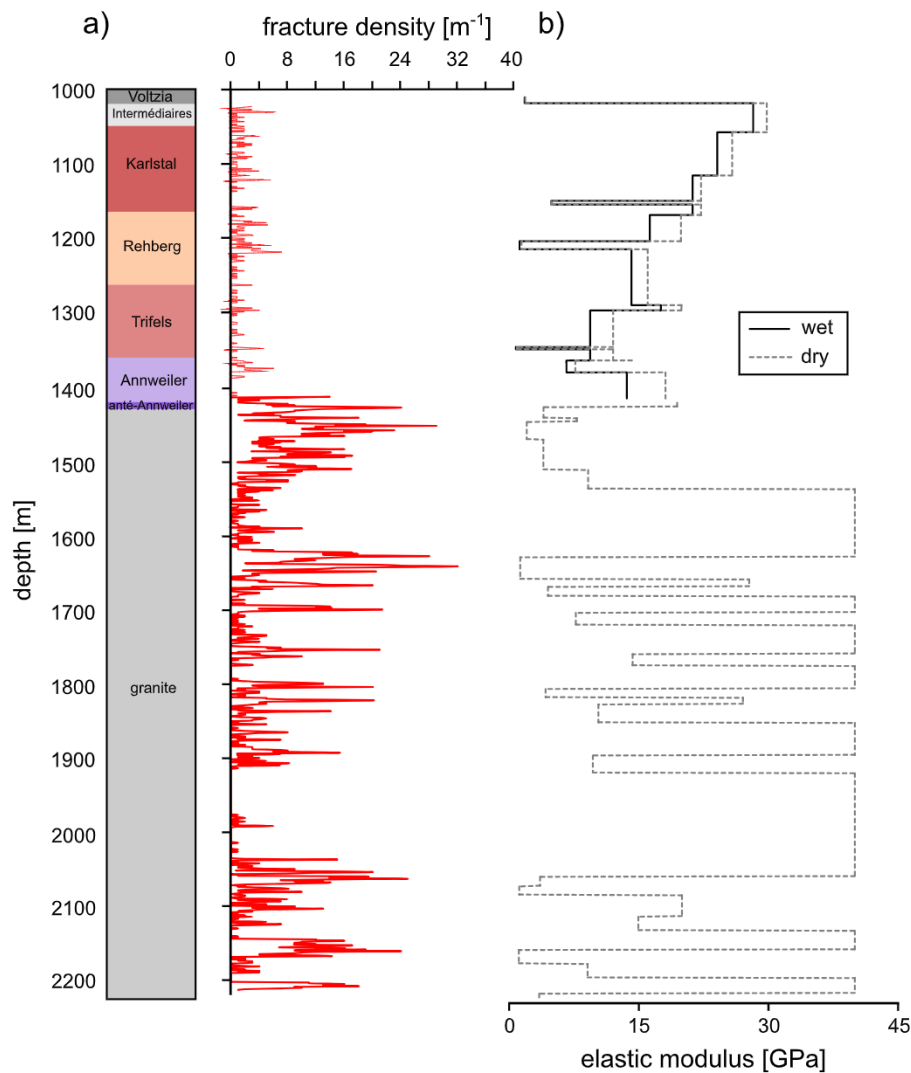 a)
fracture density [m⁻¹]
b)
0 8 16 24 32 40
1000
Voltzia
Intermédiaires
1100
Karlstal
1200
Rehberg
1300
Trifels
wet
dry
Annweiler
1400
anté-Annweiler
1500
depth [m]
1600
1700
granite
1800
1900
2000
2100
2200
0 15 30 45
elastic modulus [GPa]